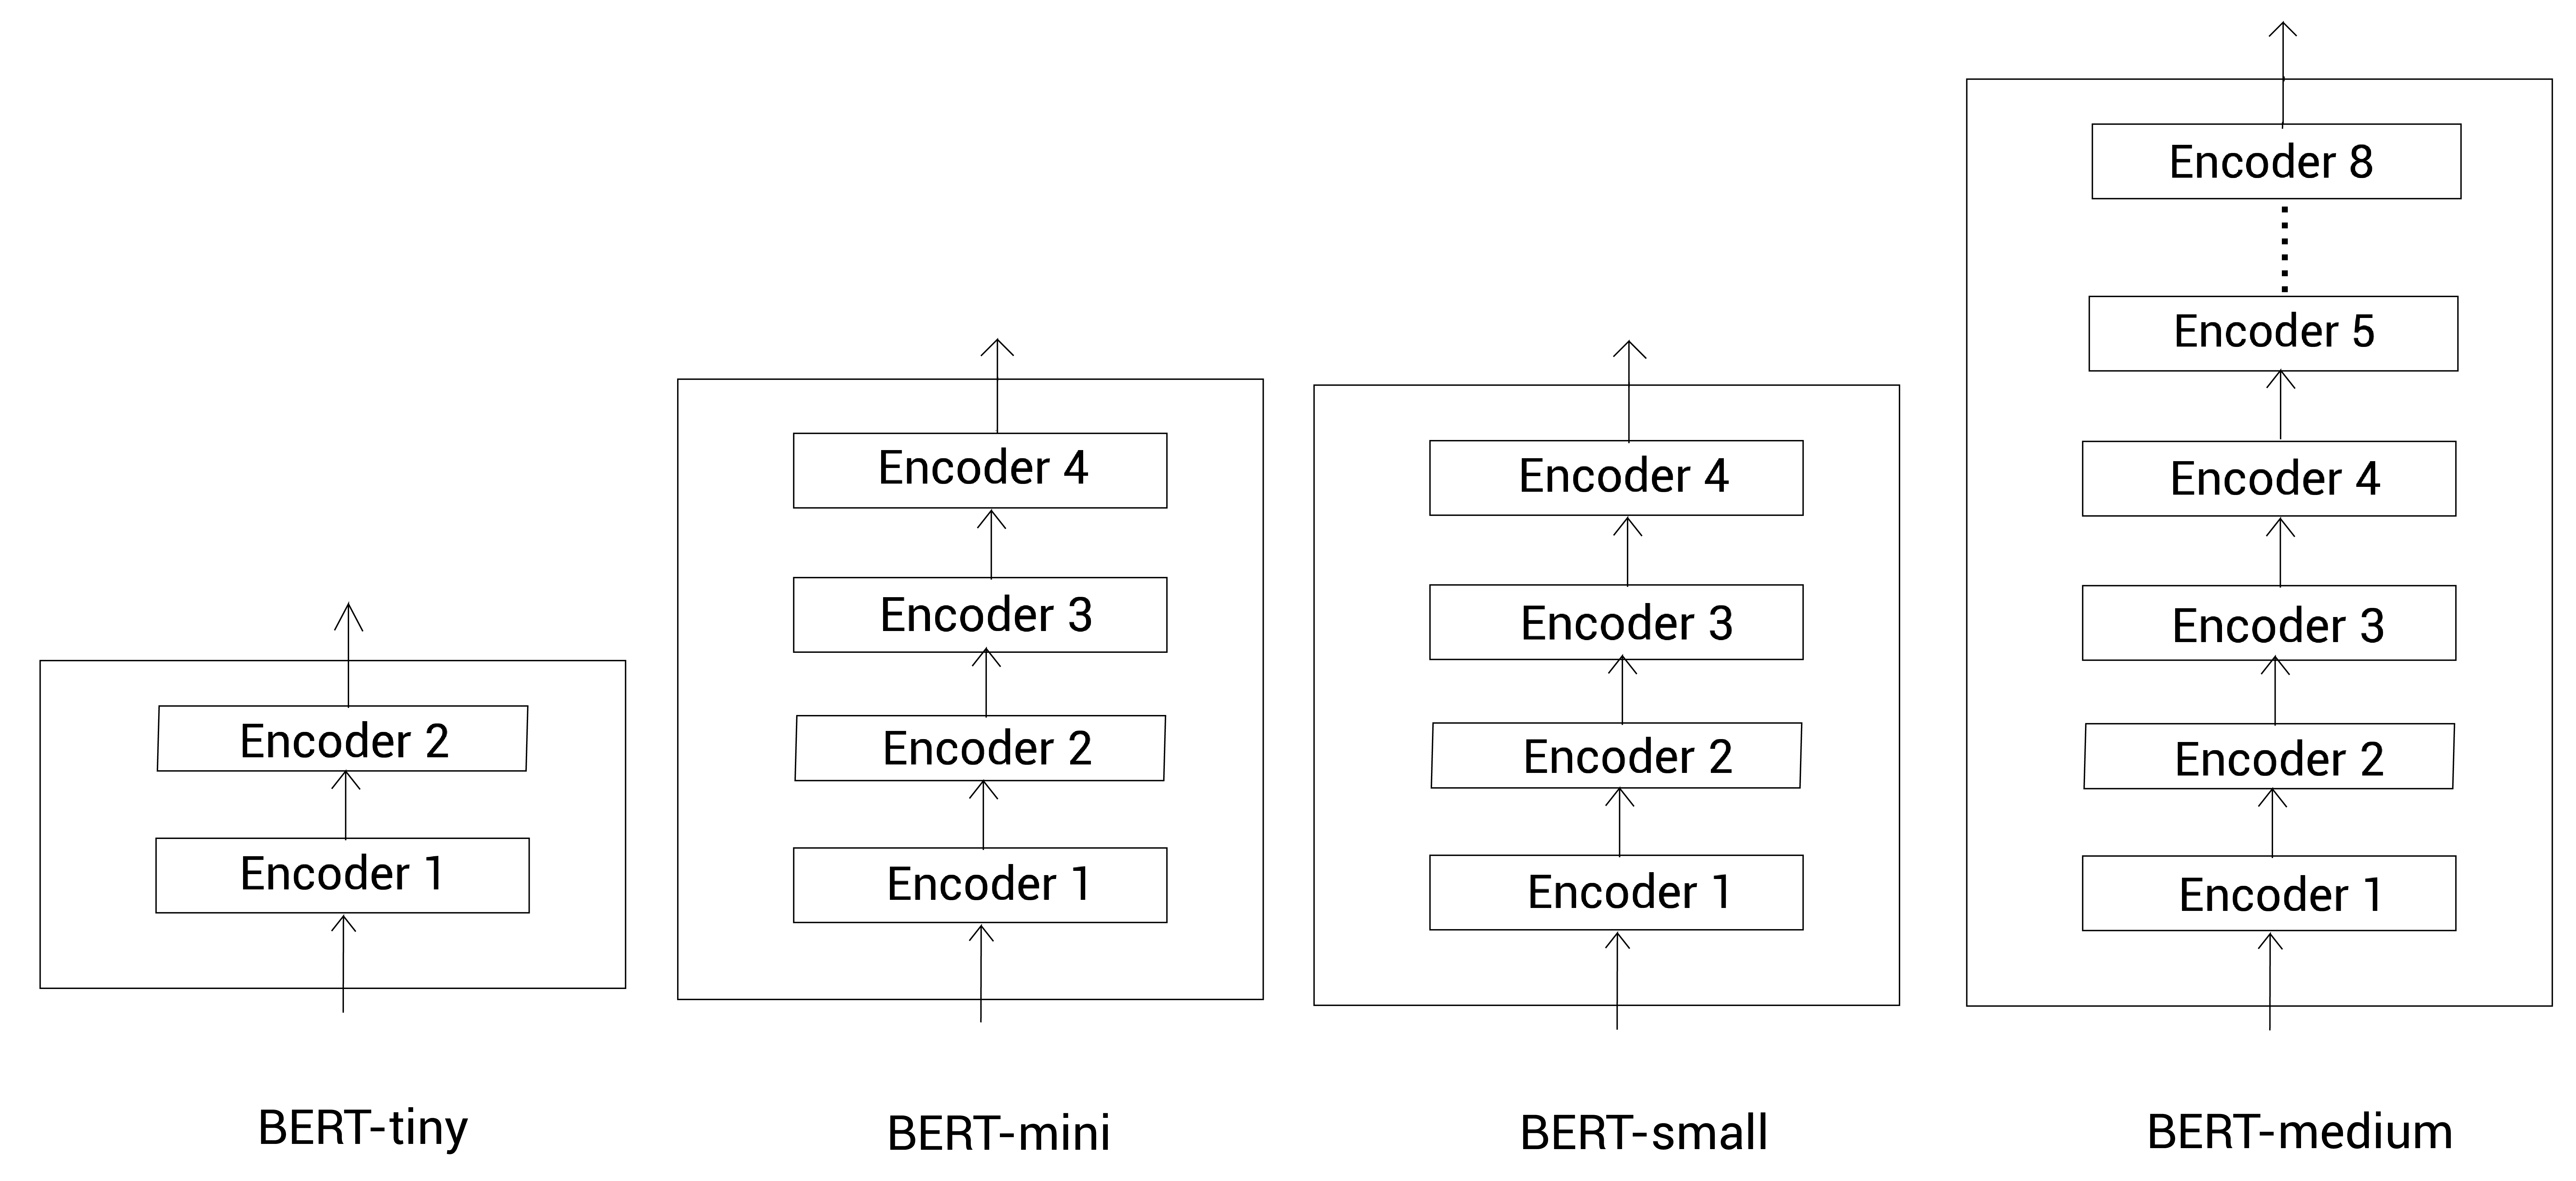 Encoder 2
Encoder 1
BERT-tiny
Encoder 4
Encoder 3
Encoder 2
Encoder 1
BERT-mini
Encoder 4
Encoder 3
Encoder 2
Encoder 1
BERT-small
Encoder 8
Encoder 5
Encoder 4
Encoder 3
Encoder 2
Encoder 1
BERT-medium